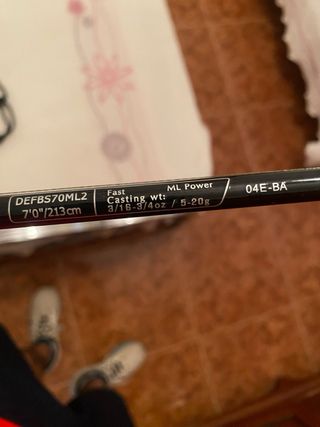 DEFBS70ML2
7'0"/213cm
Fast ML Power
Casting wt:
3/16-3/4oz / 5-20g
04E-BA